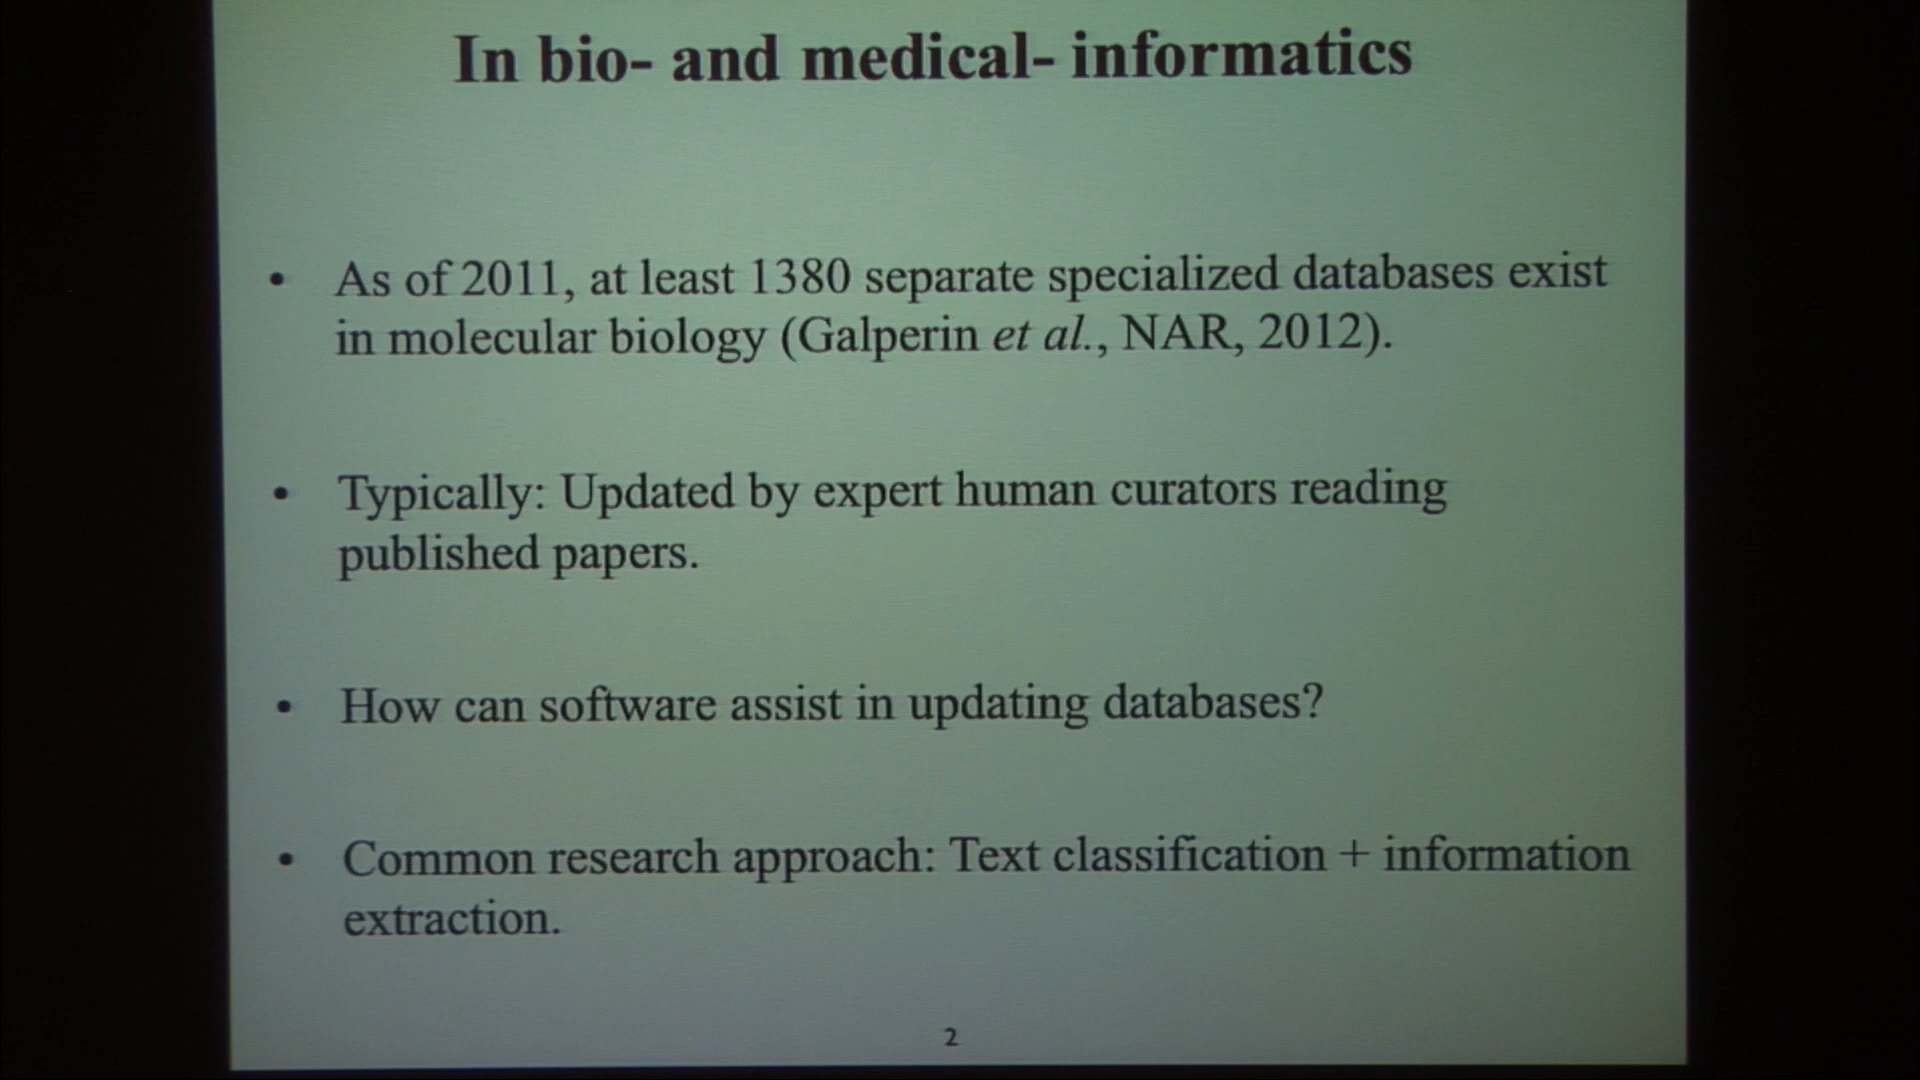 In bio- and medical- informatics
• As of 2011, at least 1380 separate specialized databases exist
in molecular biology (Galperin et al., NAR, 2012).
• Typically: Updated by expert human curators reading
published papers.
• How can software assist in updating databases?
• Common research approach: Text classification + information
extraction.
2